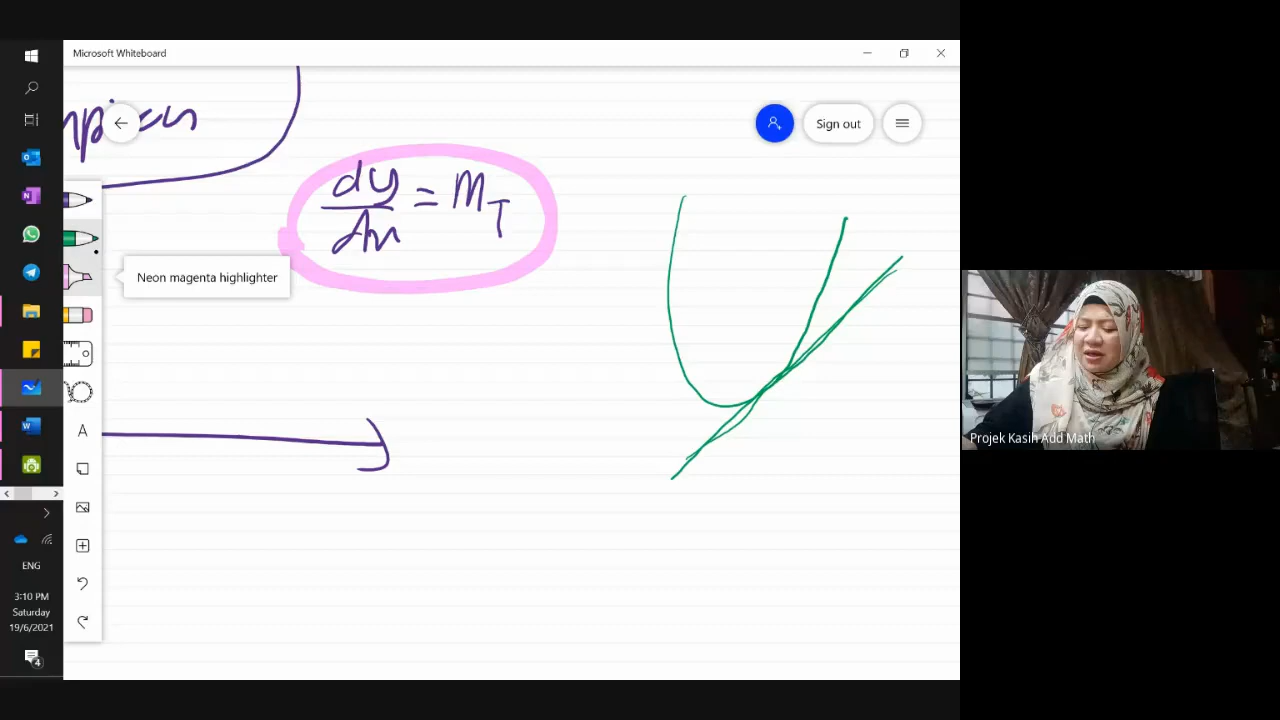 Microsoft Whiteboard
Sign out
dy/dx = m_T
Neon magenta highlighter
A
ENG
3:10 PM
Saturday
19/6/2021
4
Projek Kasih Add Math